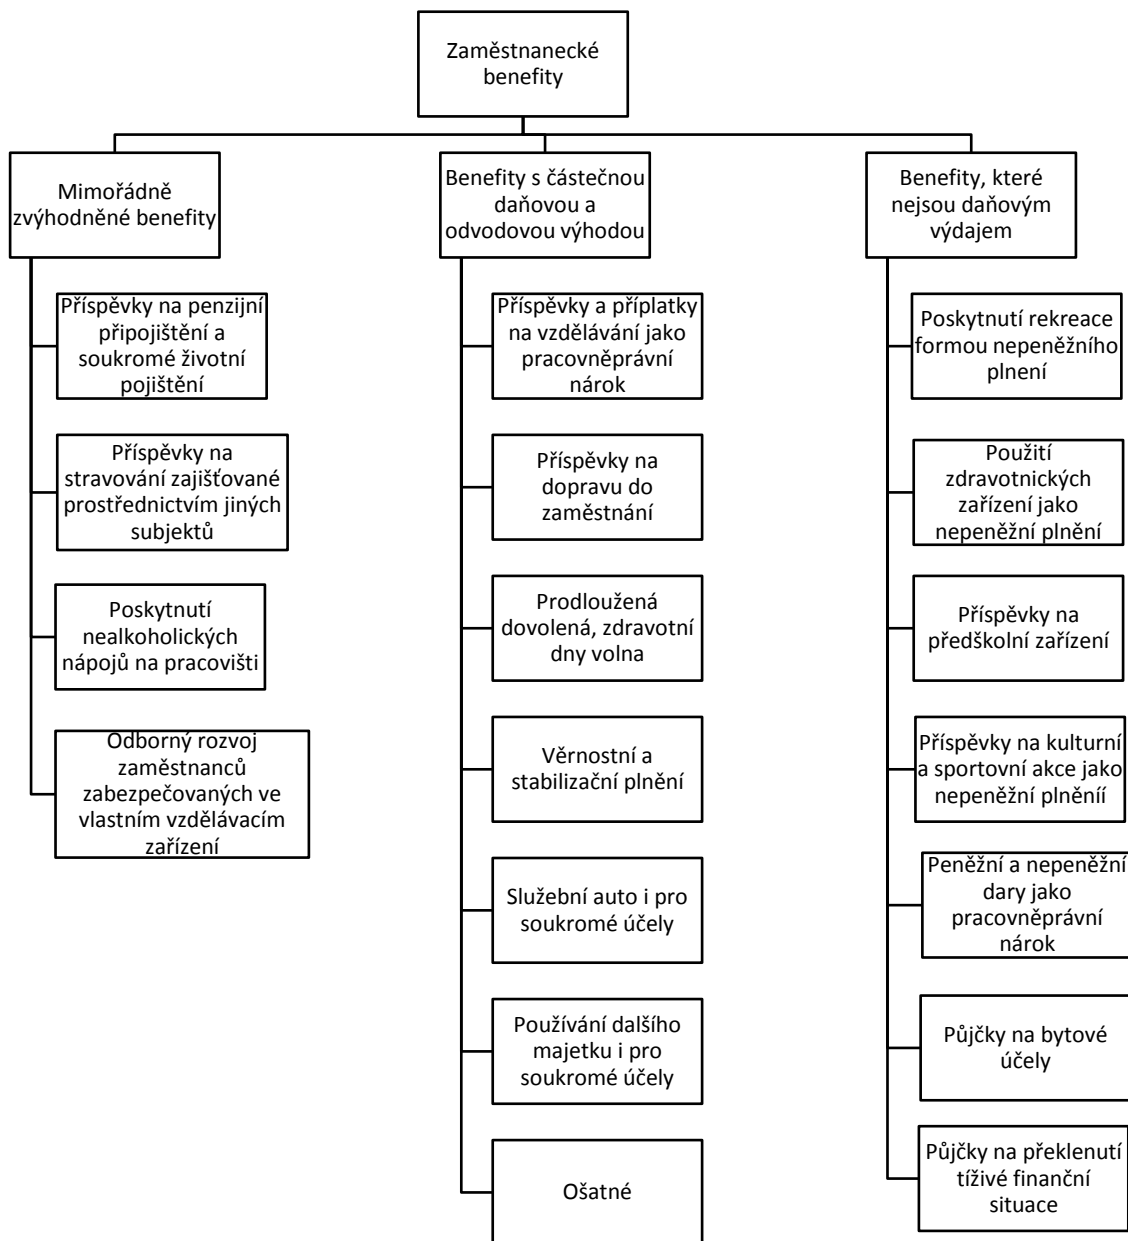 Zaměstnanecké
benefity
Mimořádně
zvýhodněné benefity
Příspěvky na penzijní
připojištění a
soukromé životní
pojištění
Příspěvky na
stravování zajišťované
prostřednictvím jiných
subjektů
Poskytnutí
nealkoholických
nápojů na pracovišti
Odborný rozvoj
zaměstnanců
zabezpečovaných ve
vlastním vzdělávacím
zařízení
Benefity s částečnou
daňovou a
odvodovou výhodou
Příspěvky a příplatky
na vzdělávání jako
pracovněprávní
nárok
Příspěvky na
dopravu do
zaměstnání
Prodloužená
dovolená, zdravotní
dny volna
Věrnostní a
stabilizační plnění
Služební auto i pro
soukromé účely
Používání dalšího
majetku i pro
soukromé účely
Ošatné
Benefity, které
nejsou daňovým
výdajem
Poskytnutí rekreace
formou nepeněžního
plnení
Použití
zdravotnických
zařízení jako
nepeněžní plnění
Příspěvky na
předškolní zařízení
Příspěvky na kulturní
a sportovní akce jako
nepeněžní plněníí
Peněžní a nepeněžní
dary jako
pracovněprávní
nárok
Půjčky na bytové
účely
Půjčky na překlenutí
tíživé finanční
situace